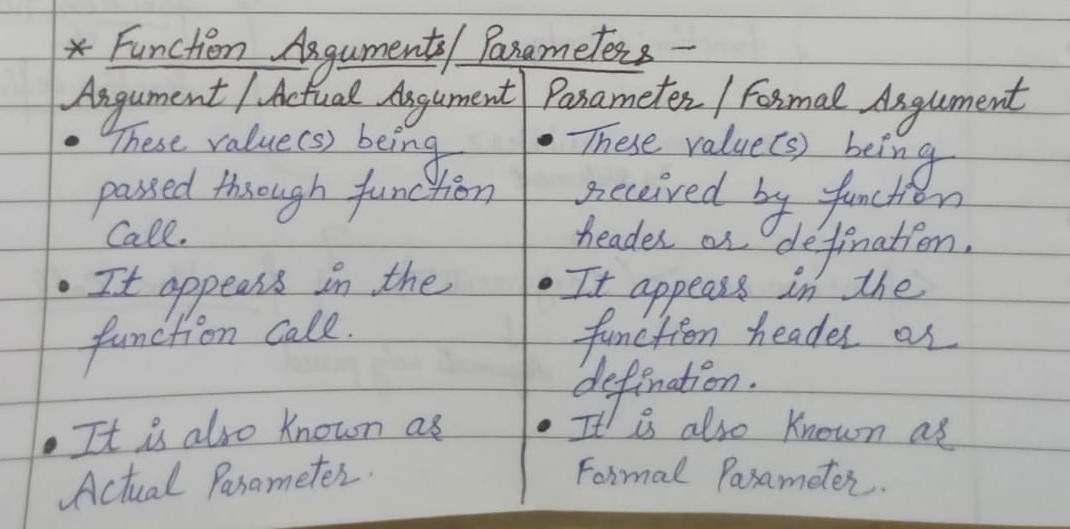 * Function Arguments/ Parameters –
Argument / Actual Argument
• These value(s) being
passed through function
Call.
• It appears in the
function Call.
• It is also Known as
Actual Parameter.
Parameter / Formal Argument
• These value(s) being
received by function
header or defination.
• It appears in the
function header or
defination.
• It is also Known as
Formal Parameter.